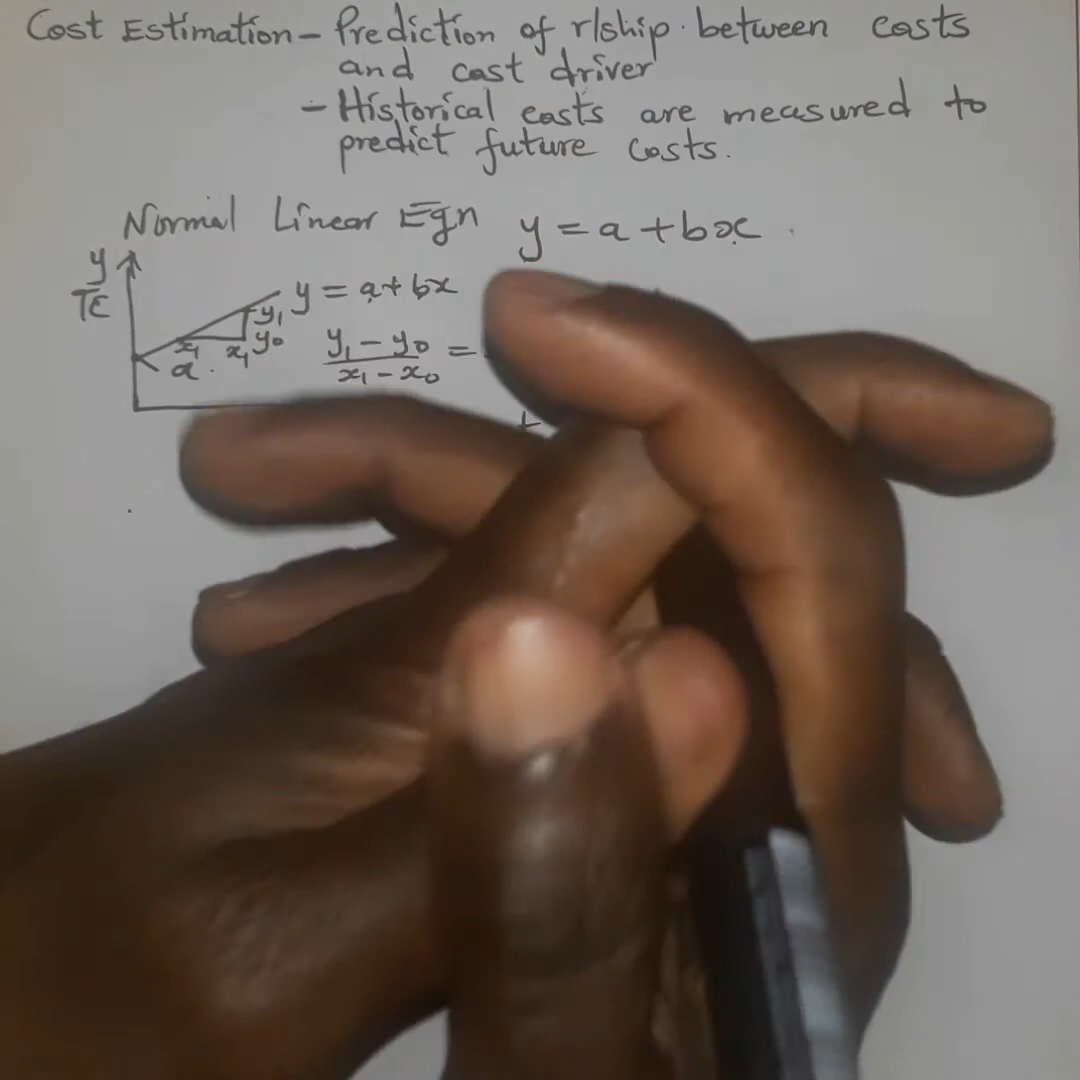 Cost Estimation - Prediction of r/ship between costs
and cost driver
- Historical costs are measured to
predict future costs.
Normal Linear Eqn y = a + bx
y
TC
y = a + bx
y₁
x₁ x₁ y₀
a
y₁ - y₀ =
x₁ - x₀